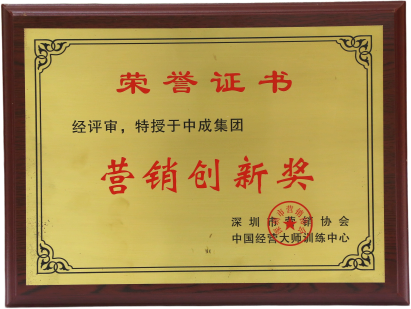 荣誉证书
经评审，特授于中成集团
营销创新奖
深圳市营销协会
中国经营大师训练中心